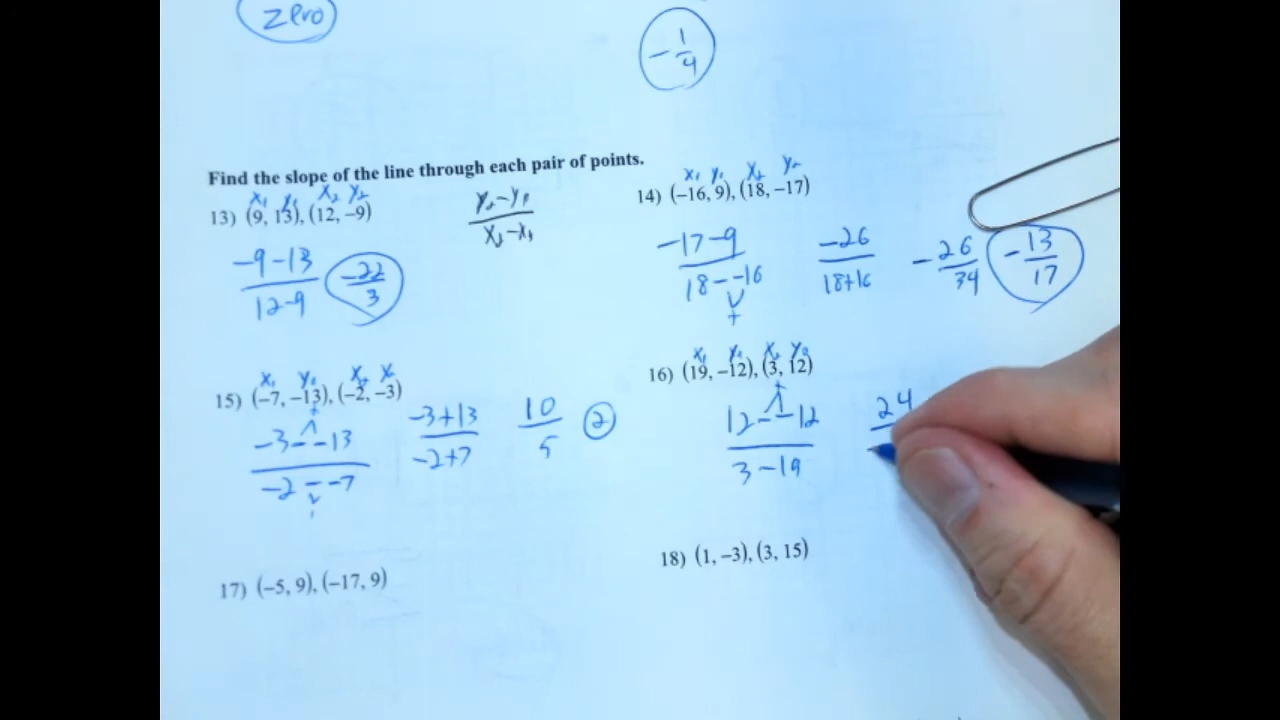 zero
- 1/4
Find the slope of the line through each pair of points.
x₁ y₁ x₂ y₂
13) (9, 13), (12, −9)
y₂-y₁
x₂-x₁
-9-13
12-9
-22
3
x₁ y₁ x₂ y₂
14) (−16, 9), (18, −17)
-17-9
18--16
+
-26
18+16
- 26
34
- 13
17
x₁ y₁ x₂ y₂
15) (−7, −13), (−2, −3)
+
-3--13
-2--7
-3+13
-2+7
10
5
2
x₁ y₁ x₂ y₂
16) (19, −12), (3, 12)
+
12--12
3-19
24
17) (−5, 9), (−17, 9)
18) (1, −3), (3, 15)